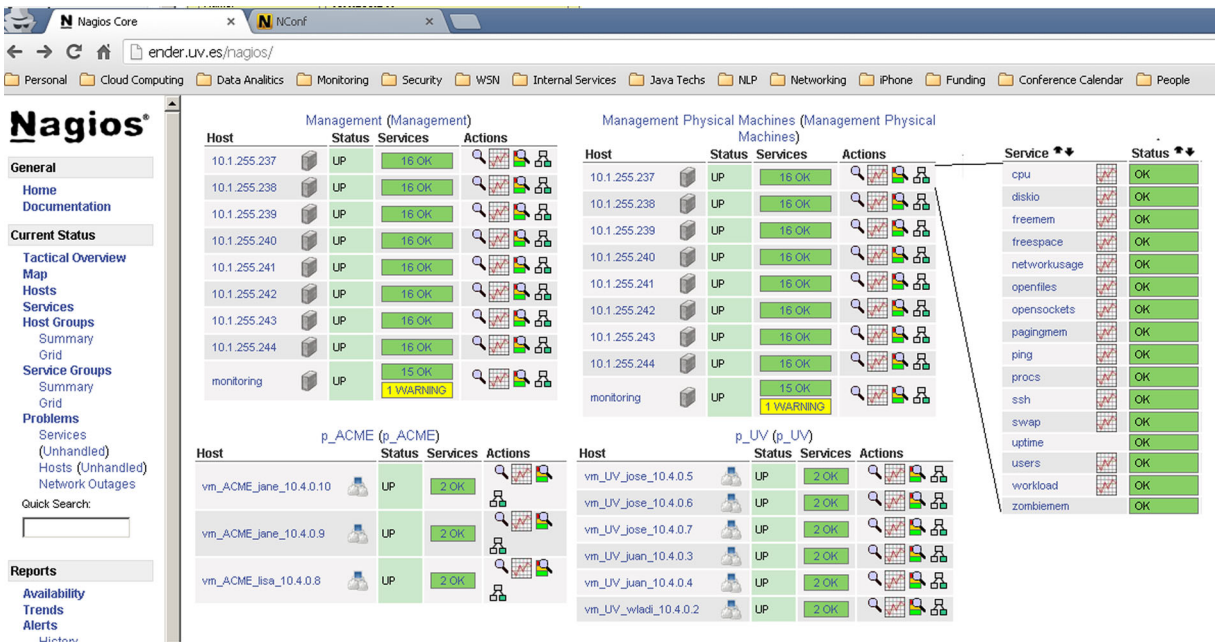 Nagios Core
NConf
ender.uv.es/nagios/
Personal Cloud Computing Data Analitics Monitoring Security WSN Internal Services Java Techs NLP Networking iPhone Funding Conference Calendar People
Nagios®
General
Home
Documentation
Current Status
Tactical Overview
Map
Hosts
Services
Host Groups
Summary
Grid
Service Groups
Summary
Grid
Problems
Services
(Unhandled)
Hosts (Unhandled)
Network Outages
Quick Search:
Reports
Availability
Trends
Alerts
History
Management (Management)
Host Status Services Actions
10.1.255.237 UP 16 OK
10.1.255.238 UP 16 OK
10.1.255.239 UP 16 OK
10.1.255.240 UP 16 OK
10.1.255.241 UP 16 OK
10.1.255.242 UP 16 OK
10.1.255.243 UP 16 OK
10.1.255.244 UP 16 OK
monitoring UP 15 OK
1 WARNING
Management Physical Machines (Management Physical
Machines)
Host Status Services Actions
10.1.255.237 UP 16 OK
10.1.255.238 UP 16 OK
10.1.255.239 UP 16 OK
10.1.255.240 UP 16 OK
10.1.255.241 UP 16 OK
10.1.255.242 UP 16 OK
10.1.255.243 UP 16 OK
10.1.255.244 UP 16 OK
monitoring UP 15 OK
1 WARNING
Service Status
cpu OK
diskio OK
freemem OK
freespace OK
networkusage OK
openfiles OK
opensockets OK
pagingmem OK
ping OK
procs OK
ssh OK
swap OK
uptime OK
users OK
workload OK
zombiemem OK
p_ACME (p_ACME)
Host Status Services Actions
vm_ACME_jane_10.4.0.10 UP 2 OK
vm_ACME_jane_10.4.0.9 UP 2 OK
vm_ACME_lisa_10.4.0.8 UP 2 OK
p_UV (p_UV)
Host Status Services Actions
vm_UV_jose_10.4.0.5 UP 2 OK
vm_UV_jose_10.4.0.6 UP 2 OK
vm_UV_jose_10.4.0.7 UP 2 OK
vm_UV_juan_10.4.0.3 UP 2 OK
vm_UV_juan_10.4.0.4 UP 2 OK
vm_UV_wladi_10.4.0.2 UP 2 OK